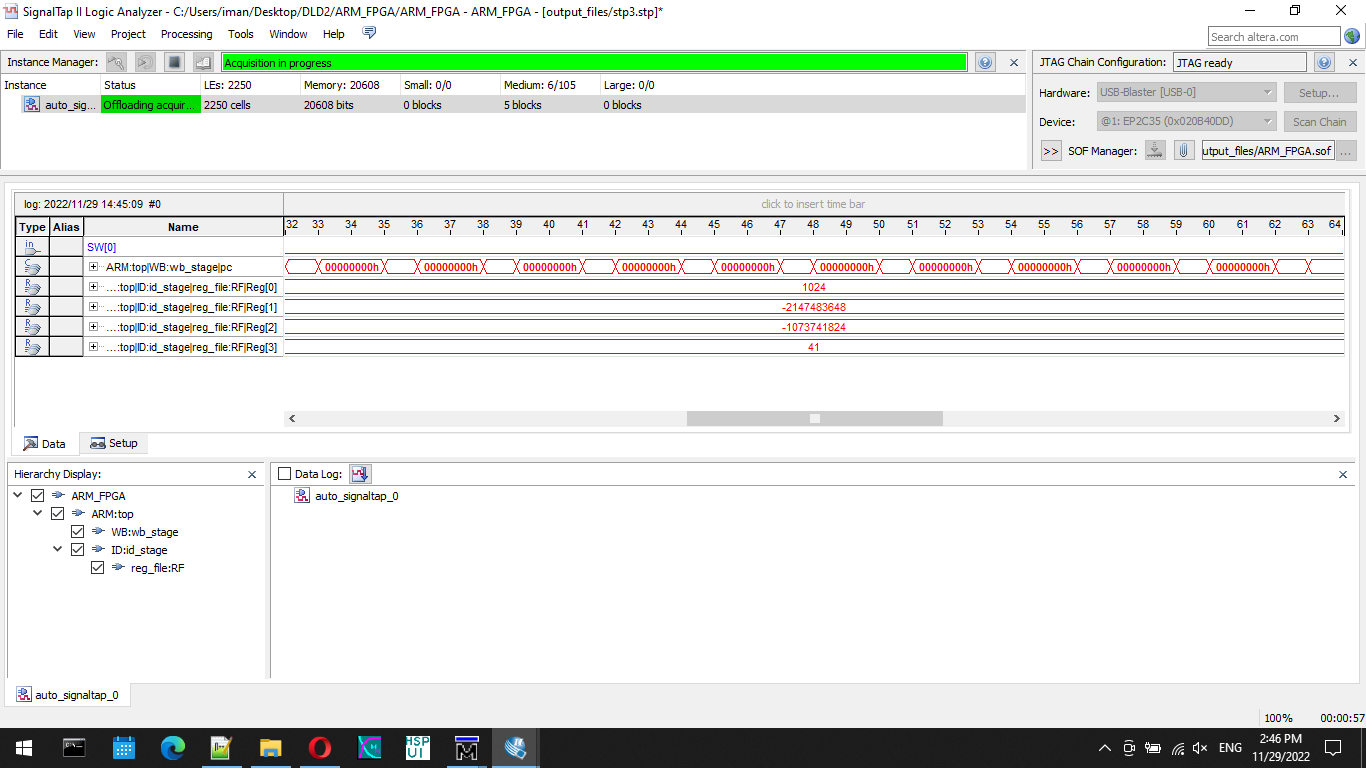 SignalTap II Logic Analyzer - C:/Users/iman/Desktop/DLD2/ARM_FPGA/ARM_FPGA - ARM_FPGA - [output_files/stp3.stp]*
File Edit View Project Processing Tools Window Help
Search altera.com
Instance Manager: Acquisition in progress
JTAG Chain Configuration: JTAG ready
Instance Status LEs: 2250 Memory: 20608 Small: 0/0 Medium: 6/105 Large: 0/0
auto_sig... Offloading acquir... 2250 cells 20608 bits 0 blocks 5 blocks 0 blocks
Hardware: USB-Blaster [USB-0] Setup...
Device: @1: EP2C35 (0x020B40DD) Scan Chain
>> SOF Manager: utput_files/ARM_FPGA.sof ...
log: 2022/11/29 14:45:09 #0 click to insert time bar
Type Alias Name 32 33 34 35 36 37 38 39 40 41 42 43 44 45 46 47 48 49 50 51 52 53 54 55 56 57 58 59 60 61 62 63 64
in SW[0]
C ARM:top|WB:wb_stage|pc 00000000h 00000000h 00000000h 00000000h 00000000h 00000000h 00000000h 00000000h 00000000h 00000000h
R ...:top|ID:id_stage|reg_file:RF|Reg[0] 1024
R ...:top|ID:id_stage|reg_file:RF|Reg[1] -2147483648
R ...:top|ID:id_stage|reg_file:RF|Reg[2] -1073741824
R ...:top|ID:id_stage|reg_file:RF|Reg[3] 41
Data Setup
Hierarchy Display:
ARM_FPGA
ARM:top
WB:wb_stage
ID:id_stage
reg_file:RF
Data Log:
auto_signaltap_0
auto_signaltap_0
100% 00:00:57
HSP
UI
ENG
2:46 PM
11/29/2022